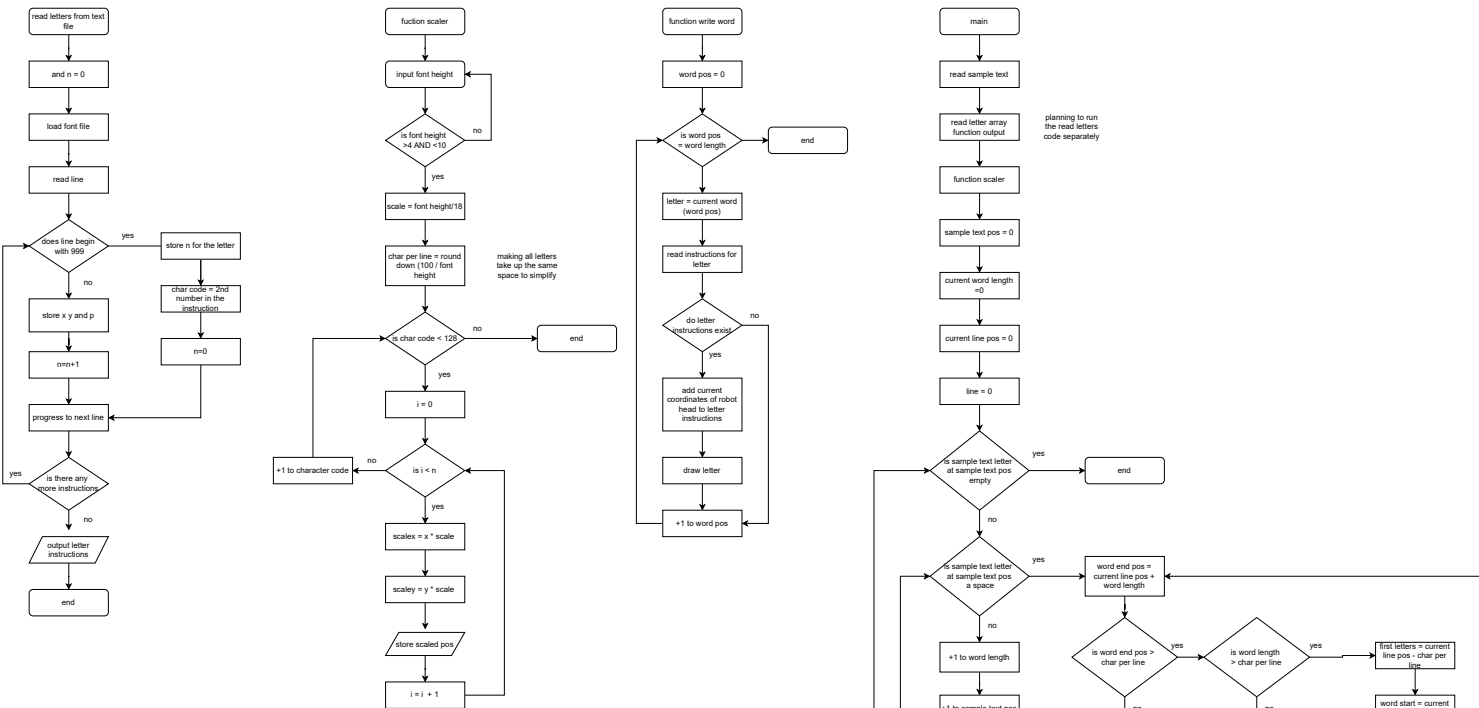 read letters from text
file
and n = 0
load font file
read line
does line begin
with 999
yes
store n for the letter
no
char code = 2nd
number in the
instruction
store x y and p
n=0
n=n+1
progress to next line
yes
is there any
more instructions
no
output letter
instructions
end
fuction scaler
input font height
is font height
>4 AND <10
no
yes
scale = font height/18
char per line = round
down (100 / font
height
making all letters
take up the same
space to simplify
is char code < 128
no
end
yes
i = 0
is i < n
no
+1 to character code
yes
scalex = x * scale
scaley = y * scale
store scaled pos
i = i + 1
function write word
word pos = 0
is word pos
= word length
end
letter = current word
(word pos)
read instructions for
letter
do letter
instructions exist
no
yes
add current
coordinates of robot
head to letter
instructions
draw letter
+1 to word pos
main
read sample text
read letter array
function output
planning to run
the read letters
code separately
function scaler
sample text pos = 0
current word length
=0
current line pos = 0
line = 0
is sample text letter
at sample text pos
empty
yes
end
no
is sample text letter
at sample text pos
a space
yes
word end pos =
current line pos +
word length
no
+1 to word length
+1 to sample text pos
is word end pos >
char per line
yes
no
is word length
> char per line
yes
no
first letters = current
line pos - char per
line
word start = current